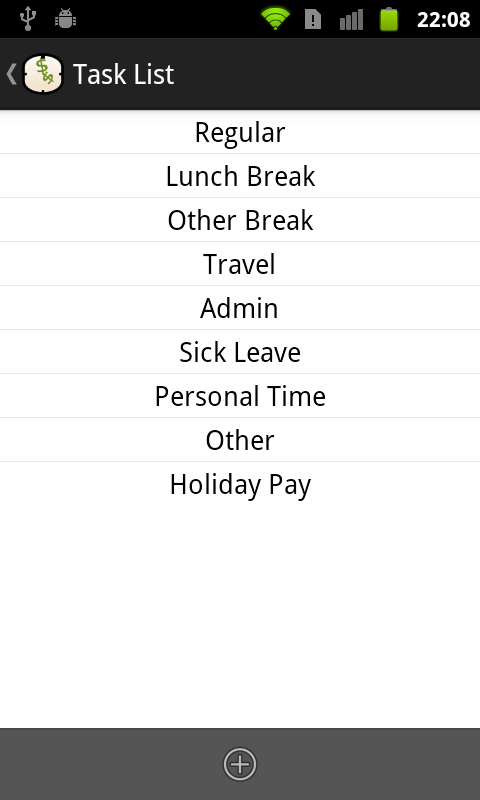 22:08
Task List
Regular
Lunch Break
Other Break
Travel
Admin
Sick Leave
Personal Time
Other
Holiday Pay